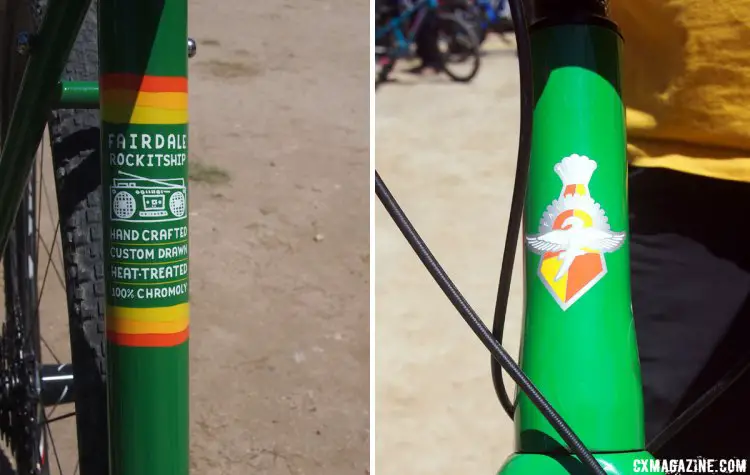 FAIRDALE
ROCKITSHIP
HAND CRAFTED
CUSTOM DRAWN
HEAT-TREATED
100% CHROMOLY
CXMAGAZINE.COM